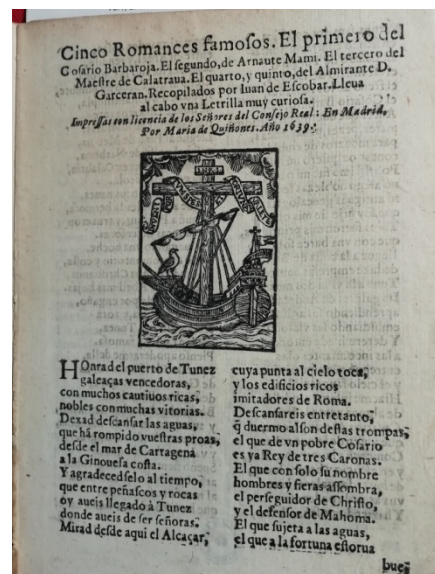 Cinco Romances famosos. El primero del
Cosario Barbaroja. El segundo, de Arnaute Mami. El tercero del
Maestre de Calatraua. El quarto, y quinto, del Almirante D.
Garceran. Recopilados por Iuan de Escobar. Lleua
al cabo vna Letrilla muy curiosa.
Impressas con licencia de los Señores del Consejo Real: En Madrid,
Por Maria de Quiñones. Año 1639.
HOnrad el puerto de Tunez
galeaças vencedoras,
con muchos cautiuos ricas,
nobles con muchas vitorias.
Dexad descansar las aguas,
que hâ rompido vuestras proas,
desde el mar de Cartagena
a la Ginouesa costa.
Y agradecedselo al tiempo,
que entre peñascos y rocas
oy aueis llegado à Tunez
donde aueis de ser señoras.
Mirad desde aqui el Alcaçar,
cuya punta al cielo toca,
y los edificios ricos
imitadores de Roma.
Descansareis entretanto,
q̃ duermo al son destas trompas,
el que de vn pobre Cosario
es ya Rey de tres Caronas.
El que con solo su nombre
hombres y fieras assombra,
el perseguidor de Christo,
y el defensor de Mahoma.
El que sujeta a las aguas,
el que a la fortuna estorua
bue-